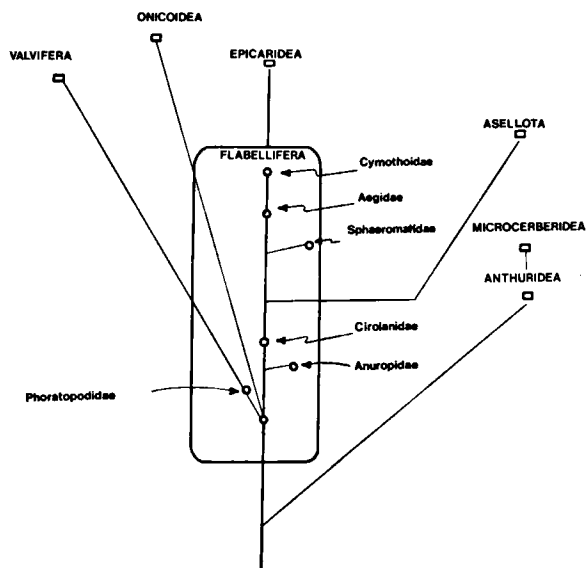 ONICOIDEA
VALVIFERA
EPICARIDEA
ASELLOTA
FLABELLIFERA
Cymothoidae
Aegidae
Sphaeromatidae
MICROCERBERIDEA
ANTHURIDEA
Cirolanidae
Anuropidae
Phoratopodidae